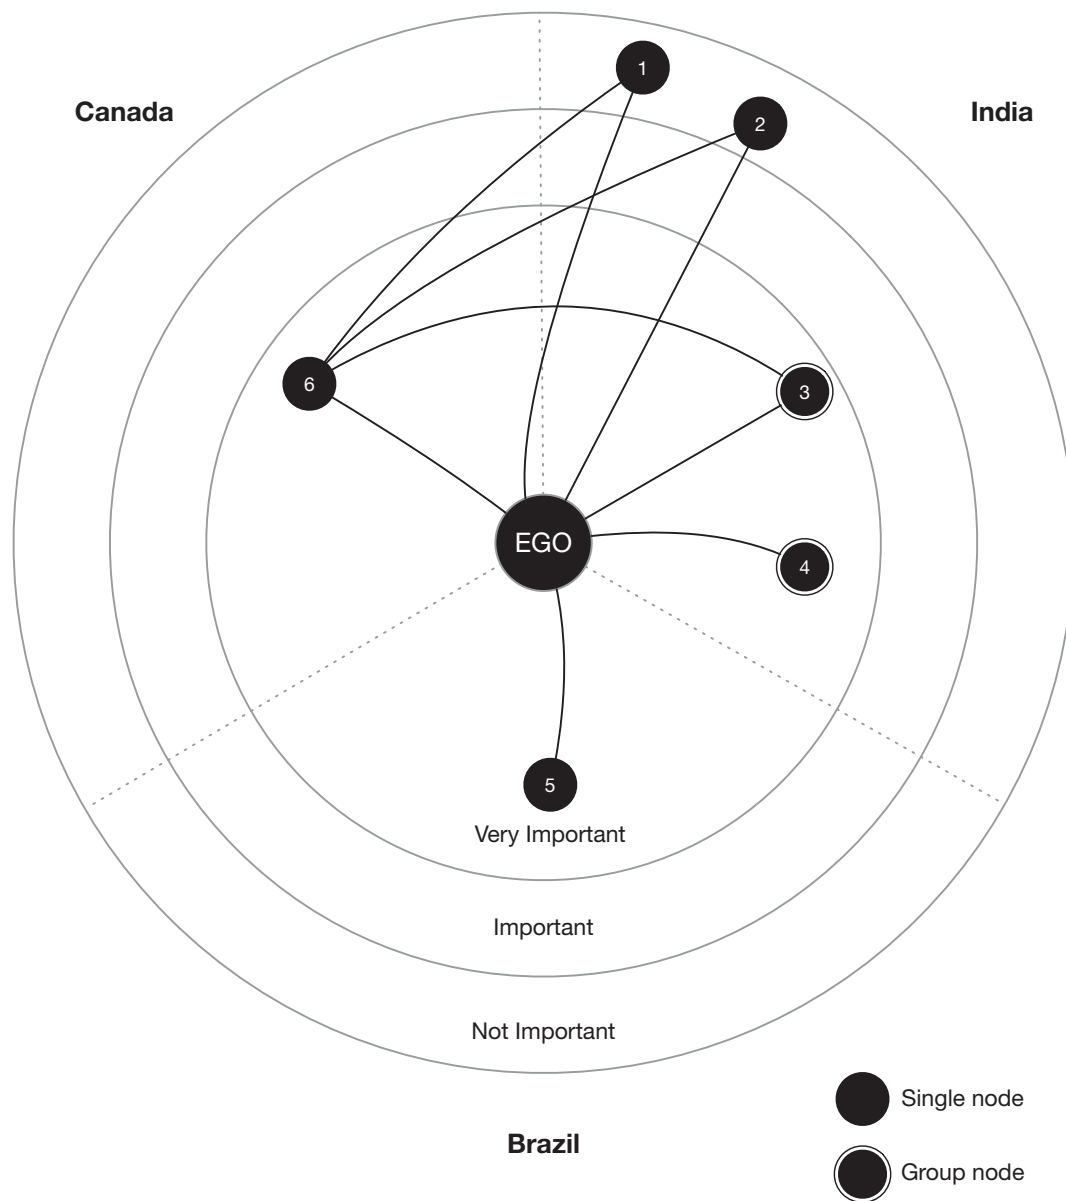 1
Canada
2
India
6
3
EGO
4
5
Very Important
Important
Not Important
Single node
Brazil
Group node